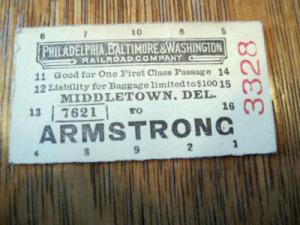 6 7 8 5
PHILADELPHIA, BALTIMORE & WASHINGTON
RAILROAD COMPANY
11 Good for One First Class Passage 14
12 Liability for Baggage limited to $100 15
MIDDLETOWN, DEL.
13 7621 TO 16
ARMSTRONG
4 3 9 2 1
3328